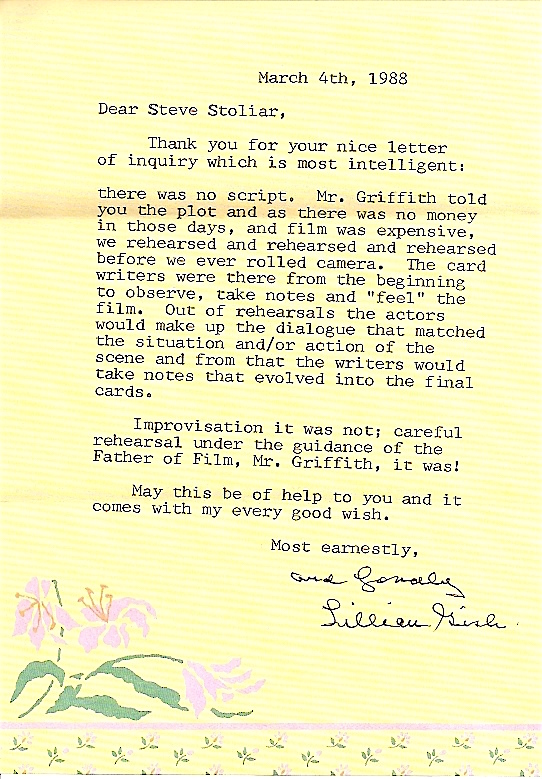 March 4th, 1988
Dear Steve Stoliar,
Thank you for your nice letter
of inquiry which is most intelligent:
there was no script.  Mr. Griffith told
you the plot and as there was no money
in those days, and film was expensive,
we rehearsed and rehearsed and rehearsed
before we ever rolled camera.  The card
writers were there from the beginning
to observe, take notes and "feel" the
film.  Out of rehearsals the actors
would make up the dialogue that matched
the situation and/or action of the
scene and from that the writers would
take notes that evolved into the final
cards.
Improvisation it was not; careful
rehearsal under the guidance of the
Father of Film, Mr. Griffith, it was!
May this be of help to you and it
comes with my every good wish.
Most earnestly,
and
Lillian Gish.